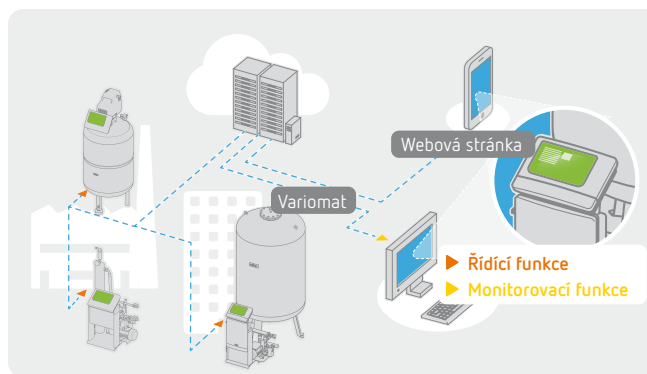 Webová stránka
Variomat
Řídící funkce
Monitorovací funkce